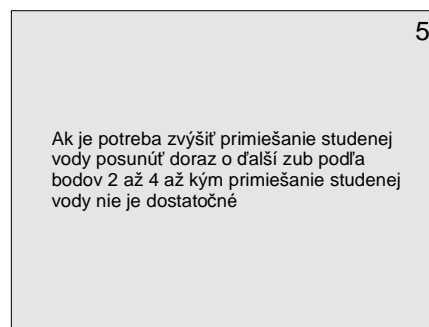 5
Ak je potreba zvýšiť primiešanie studenej
vody posunúť doraz o ďalší zub podľa
bodov 2 až 4 až kým primiešanie studenej
vody nie je dostatočné